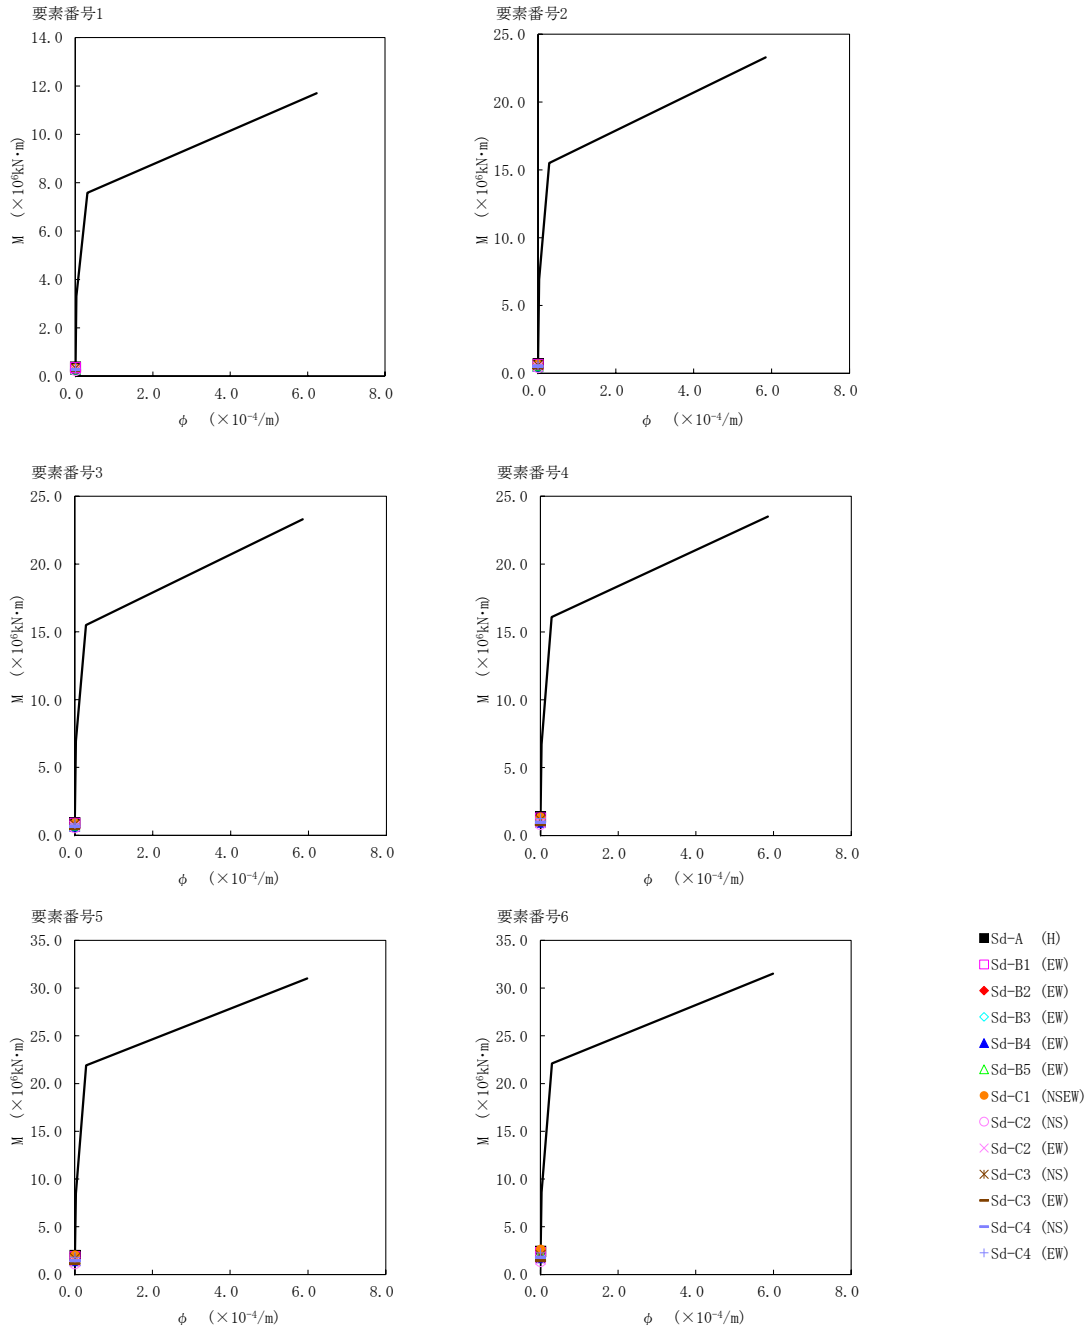 要素番号1
14.0
12.0
10.0
8.0
6.0
4.0
2.0
0.0
M (×10⁶kN・m)
0.0 2.0 4.0 6.0 8.0
φ (×10⁻⁴/m)
要素番号2
25.0
20.0
15.0
10.0
5.0
0.0
M (×10⁶kN・m)
0.0 2.0 4.0 6.0 8.0
φ (×10⁻⁴/m)
要素番号3
25.0
20.0
15.0
10.0
5.0
0.0
M (×10⁶kN・m)
0.0 2.0 4.0 6.0 8.0
φ (×10⁻⁴/m)
要素番号4
25.0
20.0
15.0
10.0
5.0
0.0
M (×10⁶kN・m)
0.0 2.0 4.0 6.0 8.0
φ (×10⁻⁴/m)
要素番号5
35.0
30.0
25.0
20.0
15.0
10.0
5.0
0.0
M (×10⁶kN・m)
0.0 2.0 4.0 6.0 8.0
φ (×10⁻⁴/m)
要素番号6
35.0
30.0
25.0
20.0
15.0
10.0
5.0
0.0
M (×10⁶kN・m)
0.0 2.0 4.0 6.0 8.0
φ (×10⁻⁴/m)
Sd-A (H)
Sd-B1 (EW)
Sd-B2 (EW)
Sd-B3 (EW)
Sd-B4 (EW)
Sd-B5 (EW)
Sd-C1 (NSEW)
Sd-C2 (NS)
Sd-C2 (EW)
Sd-C3 (NS)
Sd-C3 (EW)
Sd-C4 (NS)
Sd-C4 (EW)